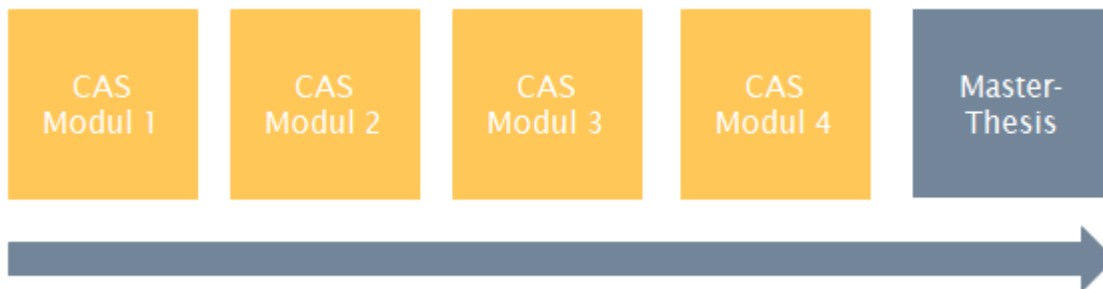 CAS
Modul 1
CAS
Modul 2
CAS
Modul 3
CAS
Modul 4
Master-
Thesis